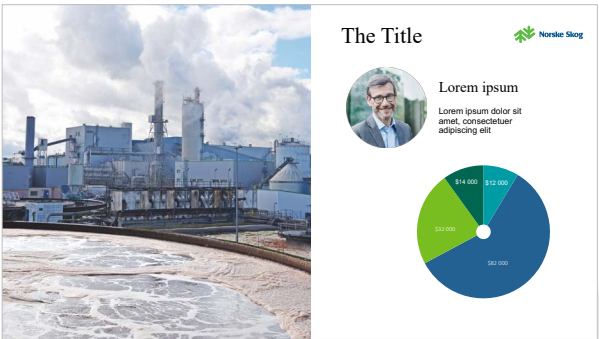 The Title
Norske Skog
Lorem ipsum
Lorem ipsum dolor sit
amet, consectetuer
adipiscing elit
$14 000
$12 000
$32 000
$82 000